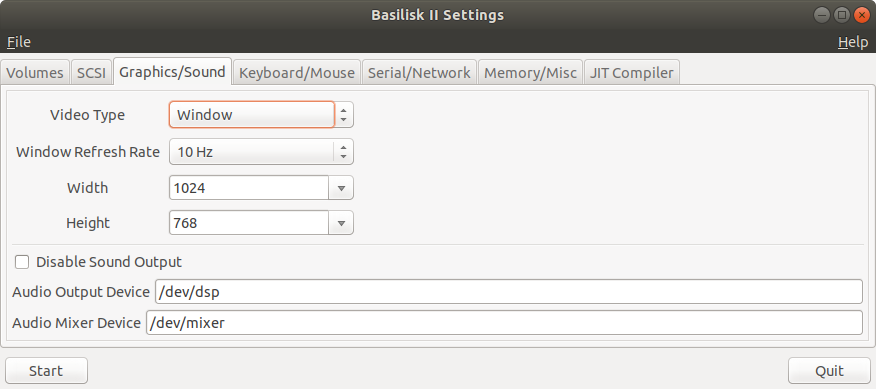 Basilisk II Settings
File Help
Volumes SCSI Graphics/Sound Keyboard/Mouse Serial/Network Memory/Misc JIT Compiler
Video Type Window
Window Refresh Rate 10 Hz
Width 1024
Height 768
Disable Sound Output
Audio Output Device /dev/dsp
Audio Mixer Device /dev/mixer
Start Quit